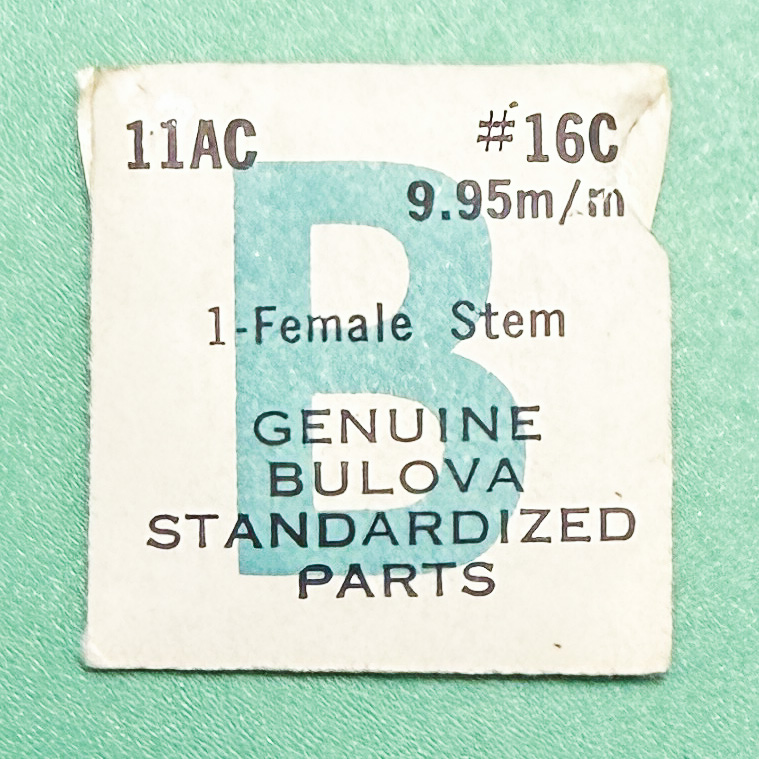 11AC #16C
9.95m/m
1-Female Stem
B
GENUINE
BULOVA
STANDARDIZED
PARTS